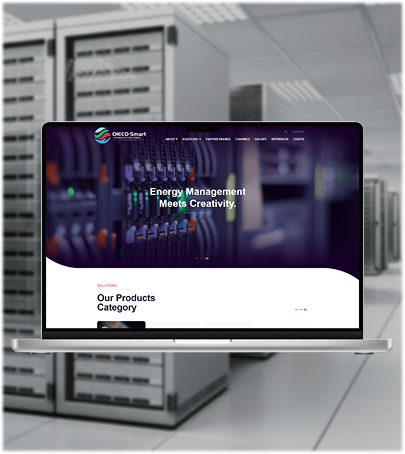 OKCO Smart
CONTACT
ABOUT SOLUTIONS PARTNER BRANDS CHANNELS GALLERY REFERENCES CLIENTS
Energy Management
Meets Creativity.
SOLUTIONS
Our Products
Category